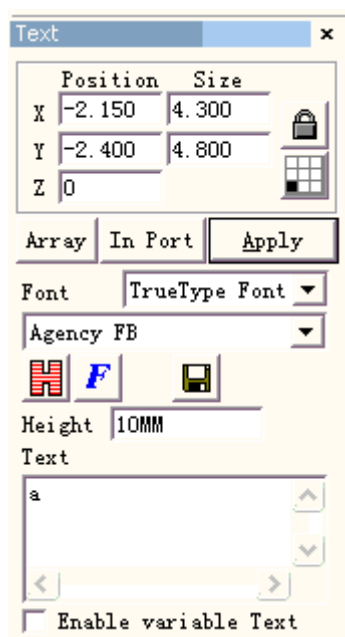 Text
Position Size
X -2.150 4.300
Y -2.400 4.800
Z 0
Array In Port Apply
Font TrueType Font
Agency FB
H F
Height 10MM
Text
a
Enable variable Text